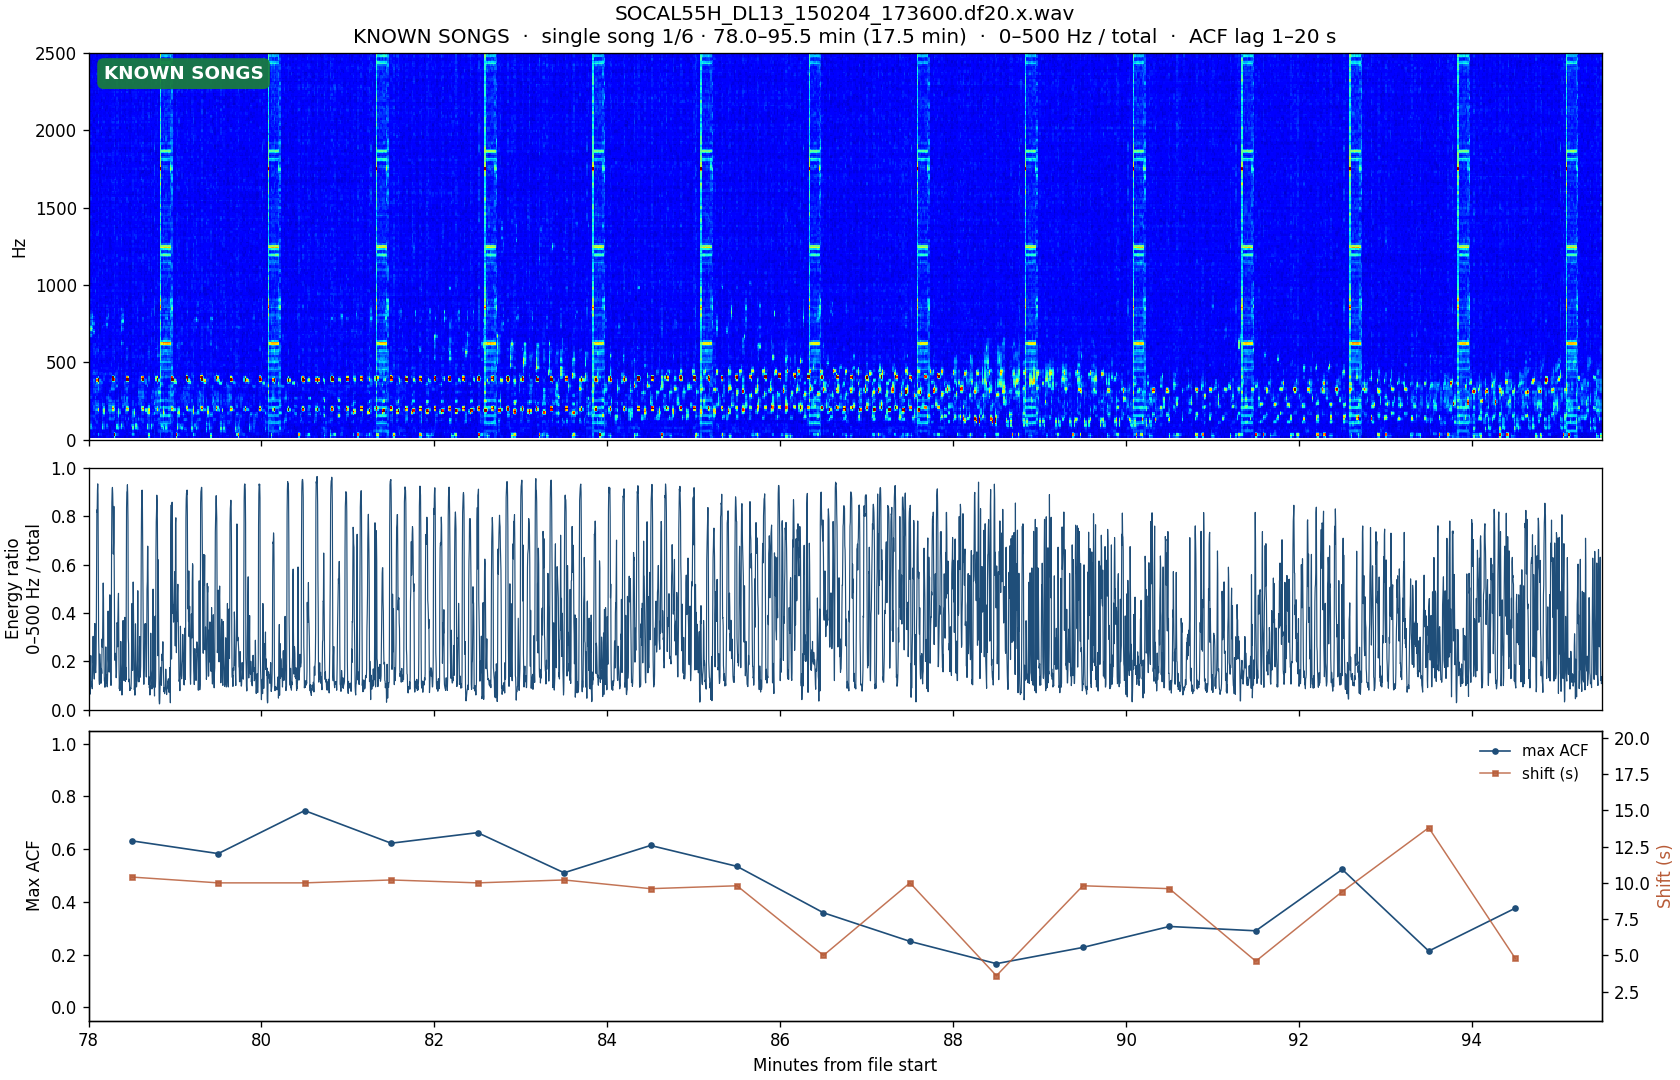 SOCAL55H_DL13_150204_173600.df20.x.wav
KNOWN SONGS · single song 1/6 · 78.0–95.5 min (17.5 min) · 0–500 Hz / total · ACF lag 1–20 s
KNOWN SONGS
2500
2000
1500
1000
500
0
Hz
1.0
0.8
0.6
0.4
0.2
0.0
Energy ratio
0–500 Hz / total
1.0
0.8
0.6
0.4
0.2
0.0
Max ACF
max ACF
shift (s)
20.0
17.5
15.0
12.5
10.0
7.5
5.0
2.5
Shift (s)
78 80 82 84 86 88 90 92 94
Minutes from file start